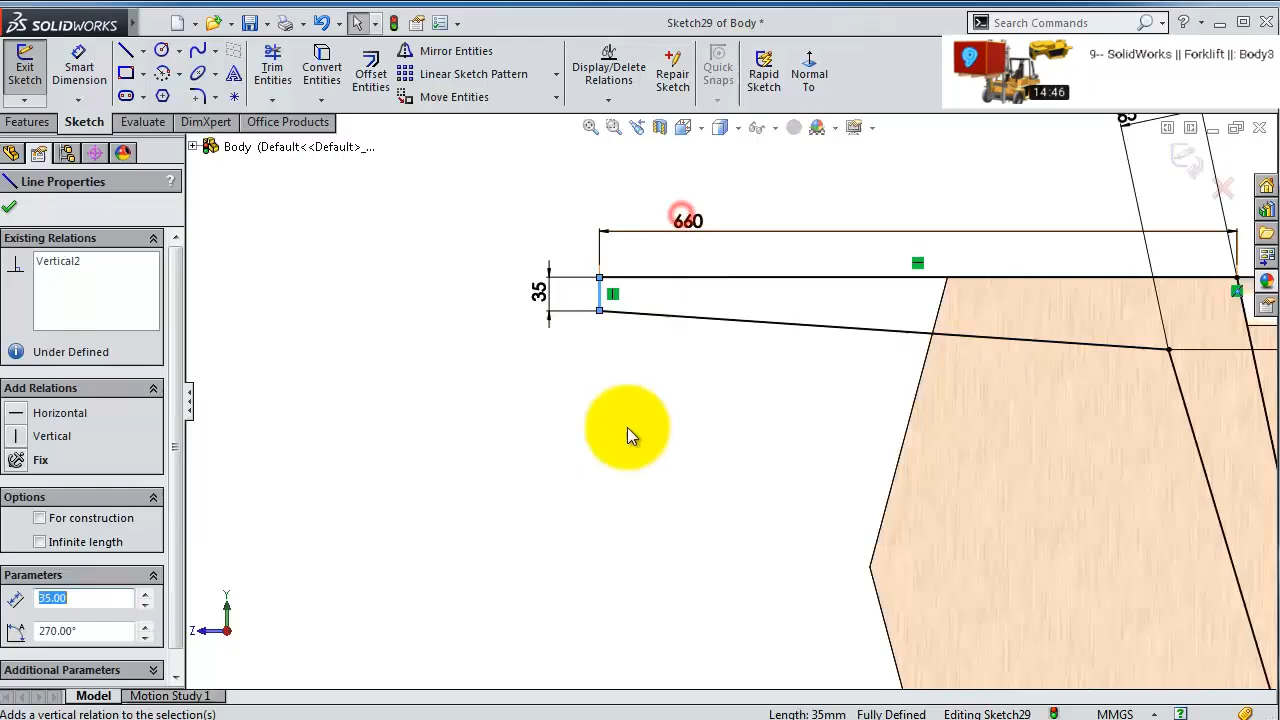 SOLIDWORKS
Sketch29 of Body *
Search Commands
?
Exit Sketch
Smart Dimension
Trim Entities
Convert Entities
Offset Entities
Mirror Entities
Linear Sketch Pattern
Move Entities
Display/Delete Relations
Repair Sketch
Quick Snaps
Rapid Sketch
Normal To
9-- SolidWorks || Forklift ||: Body3
9
14:46
Features
Sketch
Evaluate
DimXpert
Office Products
Body (Default<<Default>_...
Line Properties
?
Existing Relations
Vertical2
Under Defined
Add Relations
Horizontal
Vertical
Fix
Options
For construction
Infinite length
Parameters
35.00
270.00°
Additional Parameters
660
35
Y
Z
Model
Motion Study 1
Adds a vertical relation to the selection(s)
Length: 35mm
Fully Defined
Editing Sketch29
MMGS
?